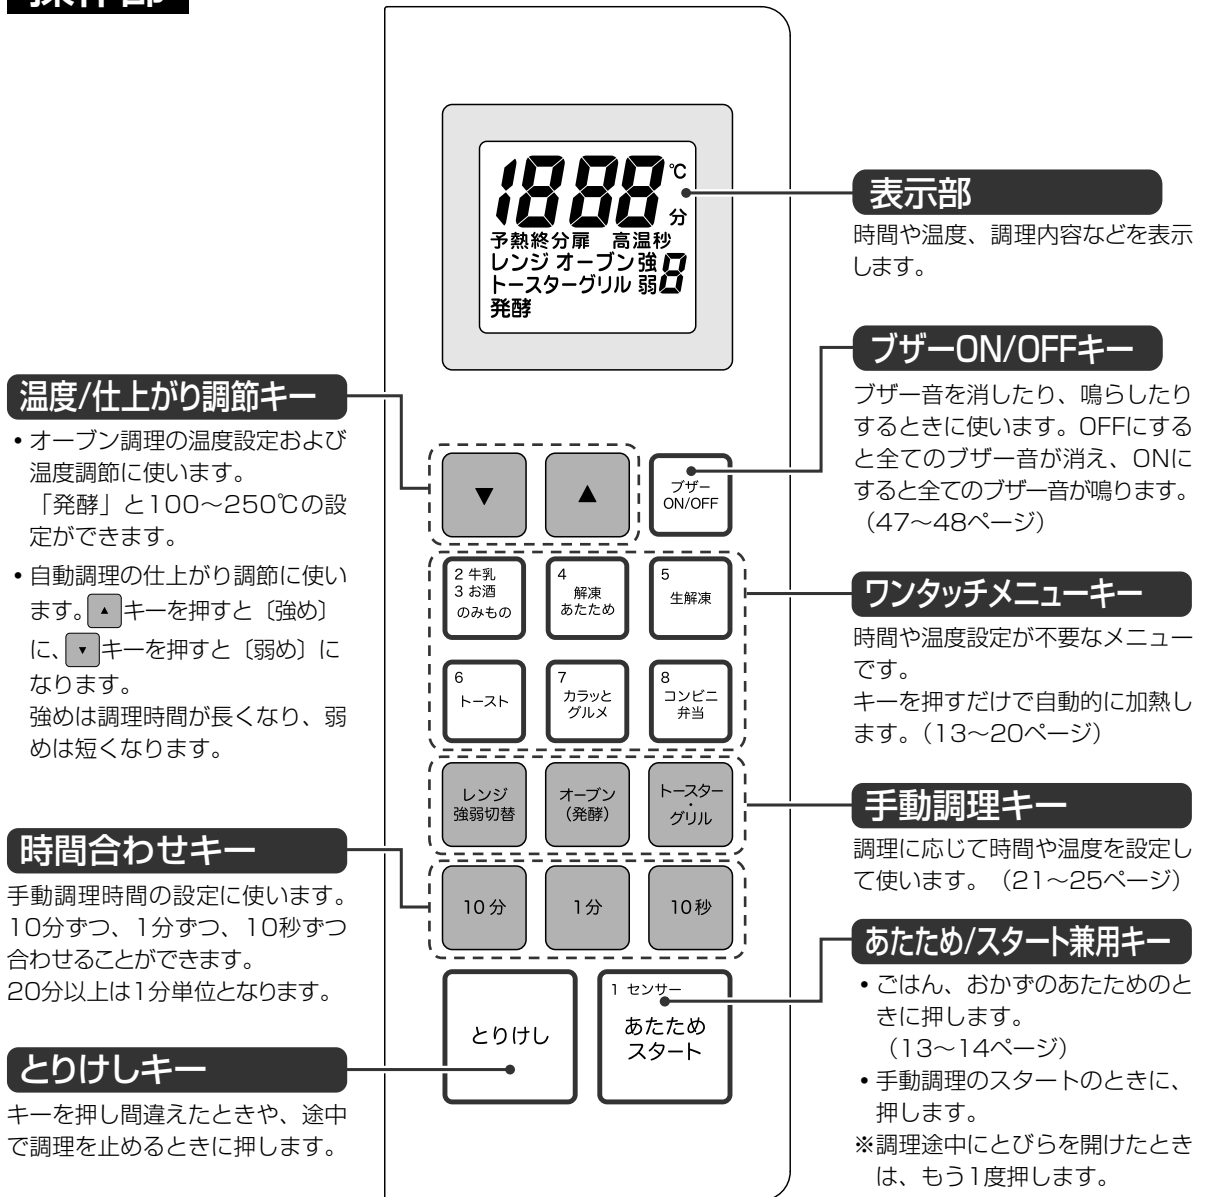 操作部
1888
℃
分
予熱終分扉 高温秒
レンジ オーブン 強 8
トースターグリル 弱
発酵
温度/仕上がり調節キー
•オーブン調理の温度設定および
温度調節に使います。
「発酵」と100～250℃の設
定ができます。
•自動調理の仕上がり調節に使い
ます。▲キーを押すと〔強め〕
に、▼キーを押すと〔弱め〕に
なります。
強めは調理時間が長くなり、弱
めは短くなります。
時間合わせキー
手動調理時間の設定に使います。
10分ずつ、1分ずつ、10秒ずつ
合わせることができます。
20分以上は1分単位となります。
とりけしキー
キーを押し間違えたときや、途中
で調理を止めるときに押します。
▼
▲
ブザー
ON/OFF
2 牛乳
3 お酒
のみもの
4
解凍
あたため
5
生解凍
6
トースト
7
カラッと
グルメ
8
コンビニ
弁当
レンジ
強弱切替
オーブン
(発酵)
トースター
・
グリル
10分
1分
10秒
とりけし
1 センサー
あたため
スタート
表示部
時間や温度、調理内容などを表示
します。
ブザーON/OFFキー
ブザー音を消したり、鳴らしたり
するときに使います。OFFにする
と全てのブザー音が消え、ONに
すると全てのブザー音が鳴ります。
（47～48ページ）
ワンタッチメニューキー
時間や温度設定が不要なメニュー
です。
キーを押すだけで自動的に加熱し
ます。（13～20ページ）
手動調理キー
調理に応じて時間や温度を設定し
て使います。（21～25ページ）
あたため/スタート兼用キー
•ごはん、おかずのあたためのと
きに押します。
（13～14ページ）
•手動調理のスタートのときに、
押します。
※調理途中にとびらを開けたとき
は、もう1度押します。